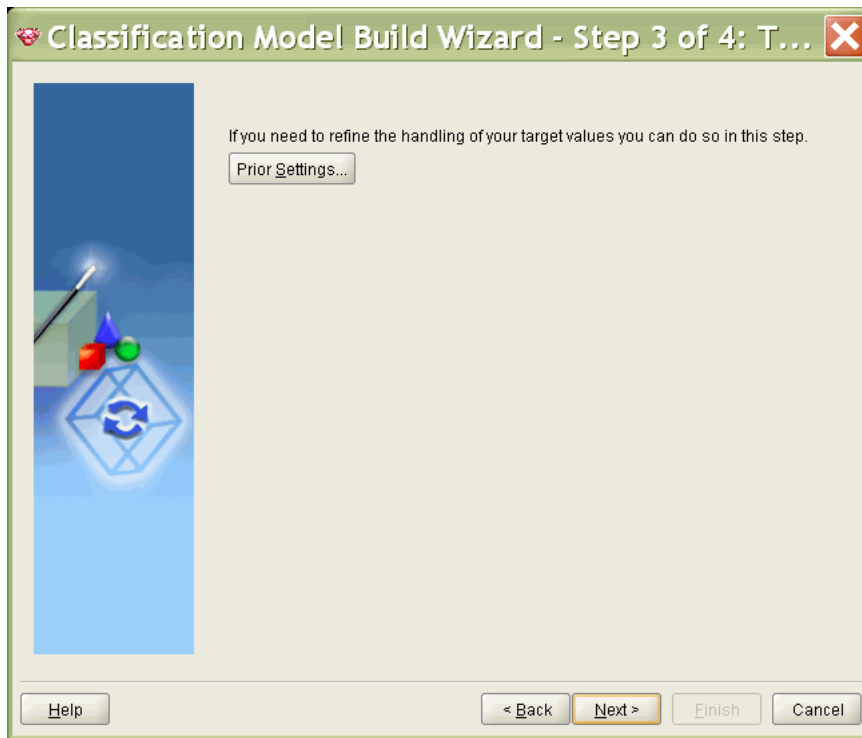 Classification Model Build Wizard - Step 3 of 4: T...
If you need to refine the handling of your target values you can do so in this step.
Prior Settings...
Help
< Back
Next >
Finish
Cancel